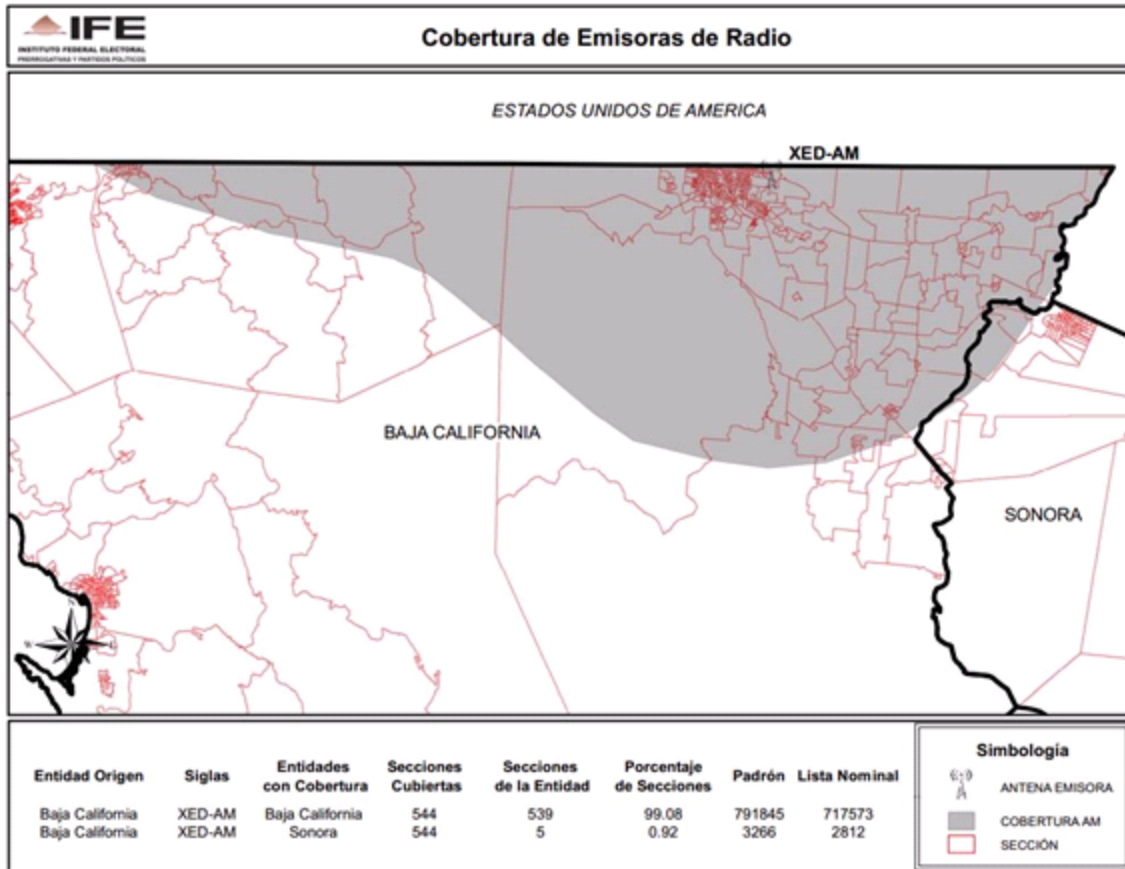 IFE
INSTITUTO FEDERAL ELECTORAL
PRERROGATIVAS Y PARTIDOS POLÍTICOS
Cobertura de Emisoras de Radio
ESTADOS UNIDOS DE AMERICA
XED-AM
BAJA CALIFORNIA
SONORA
N
W
E
Entidad Origen Siglas Entidades con Cobertura Secciones Cubiertas Secciones de la Entidad Porcentaje de Secciones Padrón Lista Nominal
Baja California XED-AM Baja California 544 539 99.08 791845 717573
Baja California XED-AM Sonora 544 5 0.92 3266 2812
Simbología
ANTENA EMISORA
COBERTURA AM
SECCIÓN